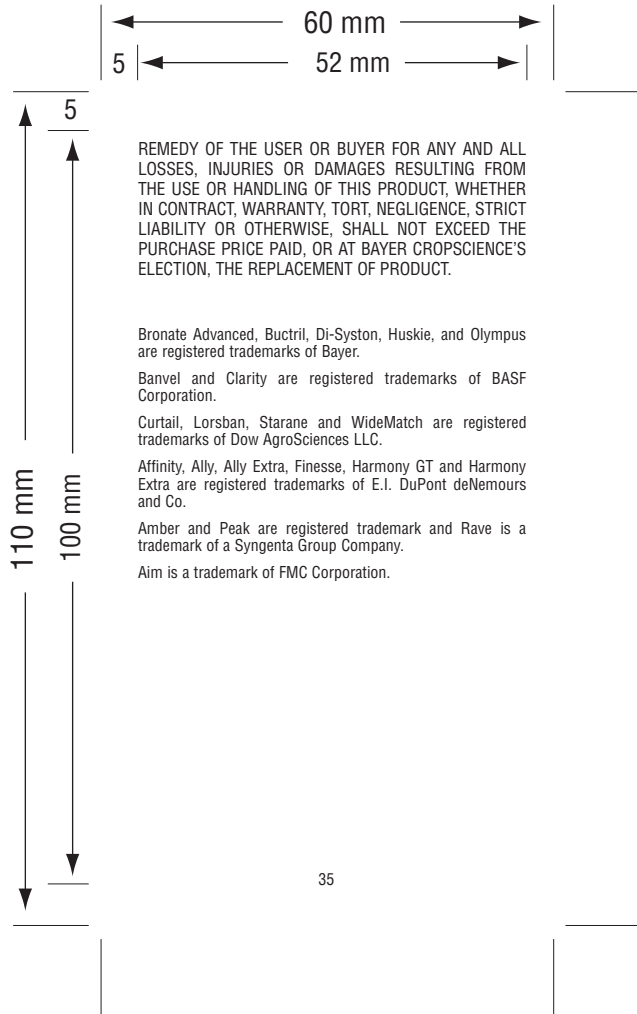 60 mm
5
52 mm
5
REMEDY OF THE USER OR BUYER FOR ANY AND ALL
LOSSES, INJURIES OR DAMAGES RESULTING FROM
THE USE OR HANDLING OF THIS PRODUCT, WHETHER
IN CONTRACT, WARRANTY, TORT, NEGLIGENCE, STRICT
LIABILITY OR OTHERWISE, SHALL NOT EXCEED THE
PURCHASE PRICE PAID, OR AT BAYER CROPSCIENCE'S
ELECTION, THE REPLACEMENT OF PRODUCT.
Bronate Advanced, Buctril, Di-Syston, Huskie, and Olympus
are registered trademarks of Bayer.
Banvel and Clarity are registered trademarks of BASF
Corporation.
Curtail, Lorsban, Starane and WideMatch are registered
trademarks of Dow AgroSciences LLC.
Affinity, Ally, Ally Extra, Finesse, Harmony GT and Harmony
Extra are registered trademarks of E.I. DuPont deNemours
and Co.
Amber and Peak are registered trademark and Rave is a
trademark of a Syngenta Group Company.
Aim is a trademark of FMC Corporation.
110 mm
100 mm
35